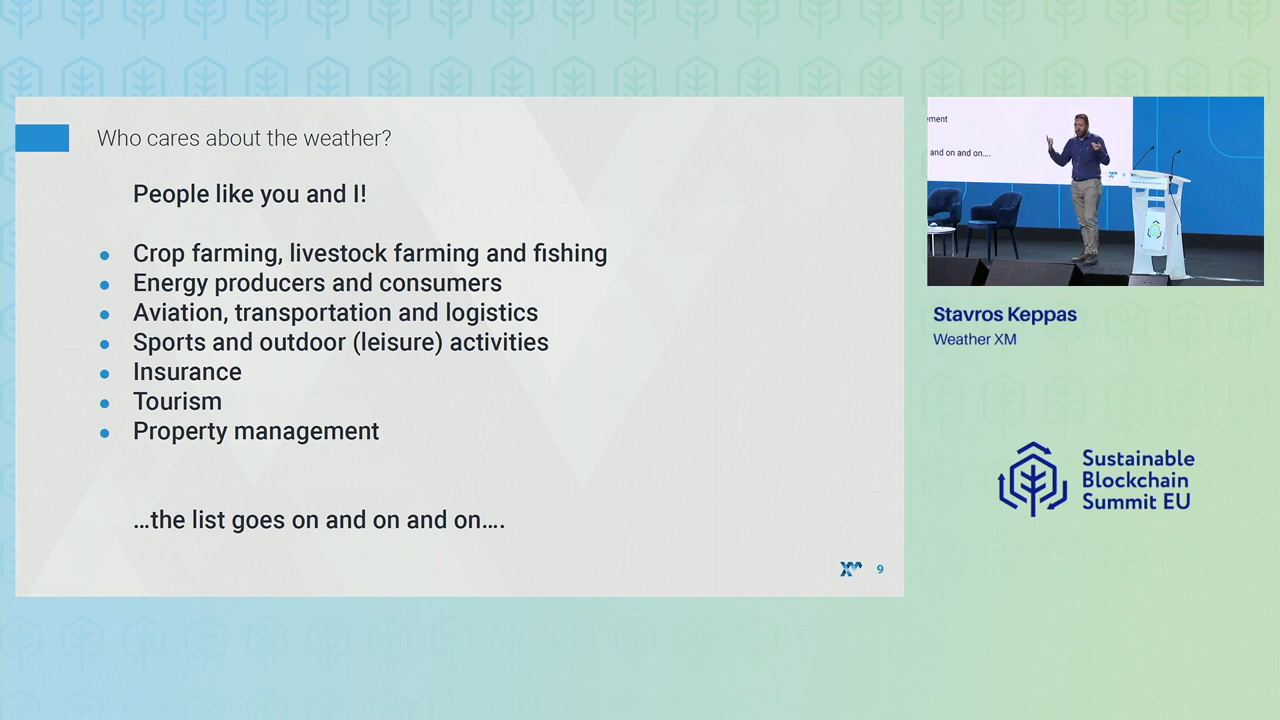 Who cares about the weather?
People like you and I!
Crop farming, livestock farming and fishing
Energy producers and consumers
Aviation, transportation and logistics
Sports and outdoor (leisure) activities
Insurance
Tourism
Property management
…the list goes on and on and on….
XM 9
ement
and on and on….
Stavros Keppas
Weather XM
Sustainable
Blockchain
Summit EU